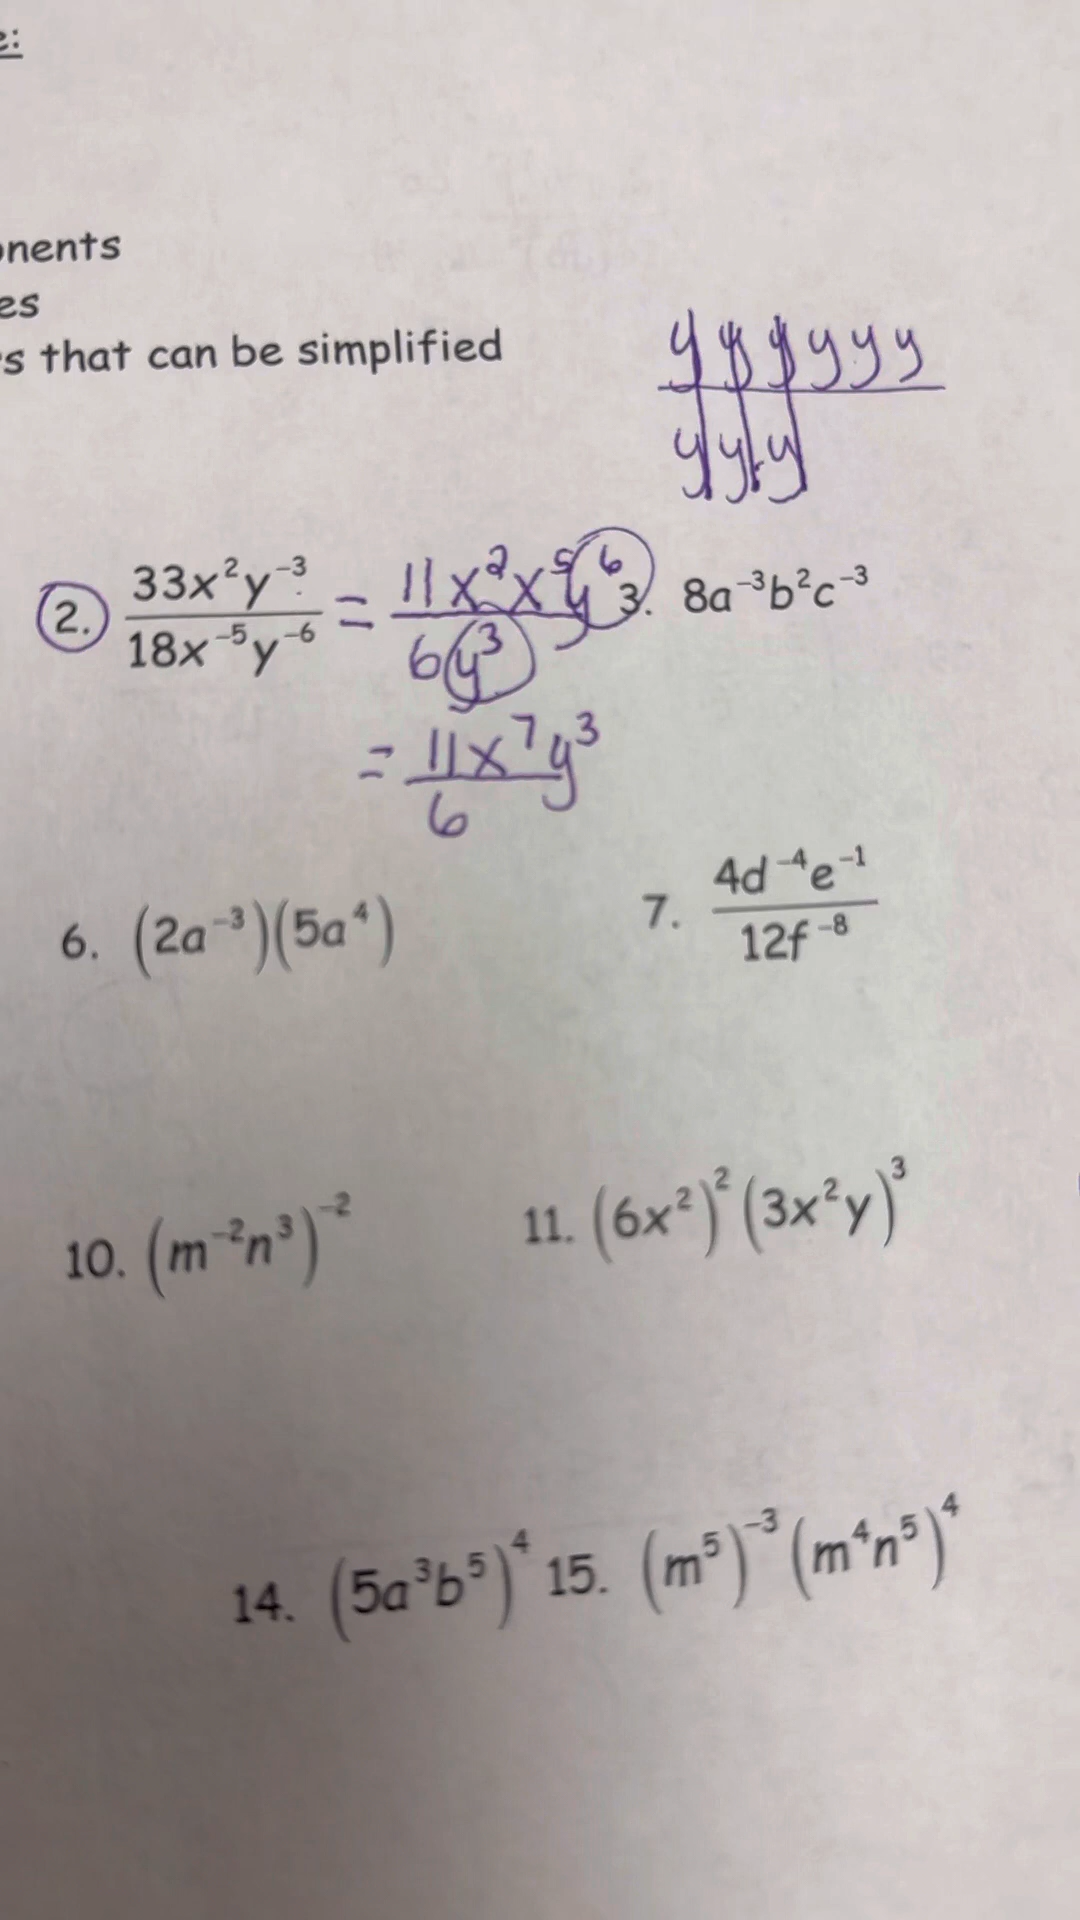 e:
onents
es
s that can be simplified
y y y y y y
y y y
2. 33x²y⁻³ / 18x⁻⁵y⁻⁶ = 11x²x⁵y⁶ / 6y³
= 11x⁷y³ / 6
3. 8a⁻³b²c⁻³
6. (2a⁻³)(5a⁴)
7. 4d⁻⁴e⁻¹ / 12f⁻⁸
10. (m⁻²n³)⁻²
11. (6x²)²(3x²y)³
14. (5a³b⁵)⁴
15. (m⁵)⁻³(m⁴n⁵)⁴